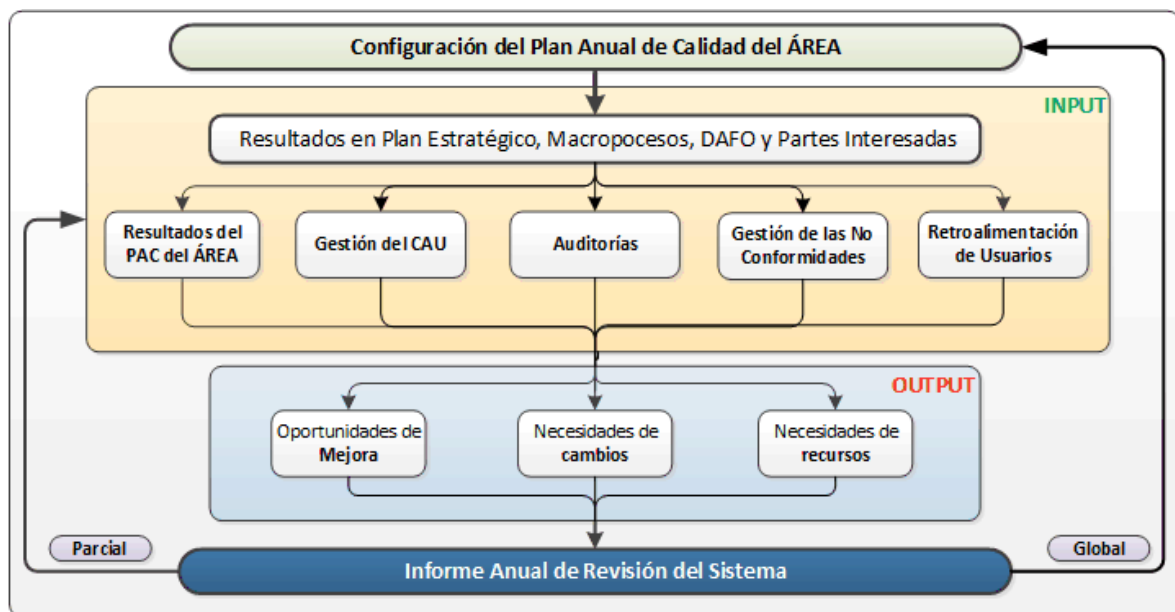 Configuración del Plan Anual de Calidad del ÁREA
INPUT
Resultados en Plan Estratégico, Macropocesos, DAFO y Partes Interesadas
Resultados del
PAC del ÁREA
Gestión del CAU
Auditorías
Gestión de las No
Conformidades
Retroalimentación
de Usuarios
OUTPUT
Oportunidades de
Mejora
Necesidades de
cambios
Necesidades de
recursos
Parcial
Global
Informe Anual de Revisión del Sistema